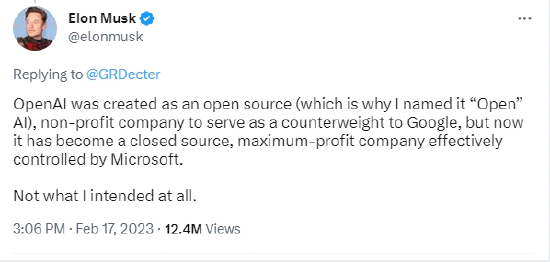 Elon Musk
@elonmusk
Replying to @GRDecter
OpenAI was created as an open source (which is why I named it “Open”
AI), non-profit company to serve as a counterweight to Google, but now
it has become a closed source, maximum-profit company effectively
controlled by Microsoft.
Not what I intended at all.
3:06 PM · Feb 17, 2023 · 12.4M Views